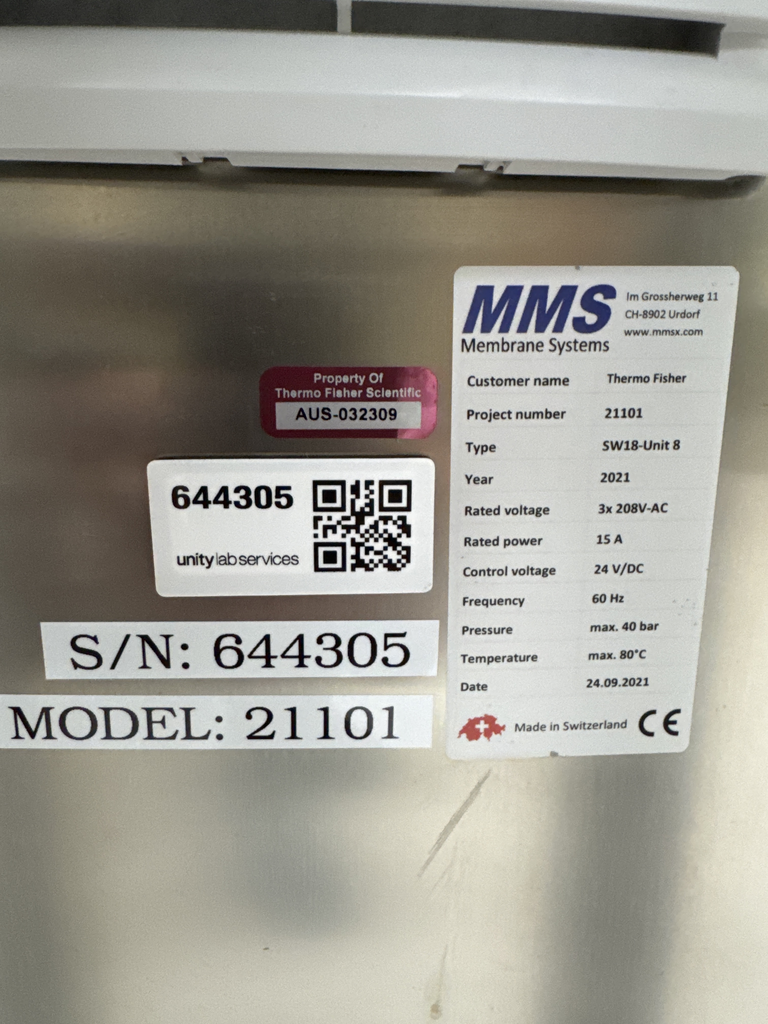 MMS
Membrane Systems
Im Grossherweg 11
CH-8902 Urdorf
www.mmsx.com
Customer name Thermo Fisher
Project number 21101
Type SW18-Unit 8
Year 2021
Rated voltage 3x 208V-AC
Rated power 15 A
Control voltage 24 V/DC
Frequency 60 Hz
Pressure max. 40 bar
Temperature max. 80°C
Date 24.09.2021
Made in Switzerland CE
Property Of
Thermo Fisher Scientific
AUS-032309
644305
unity lab services
S/N: 644305
MODEL: 21101